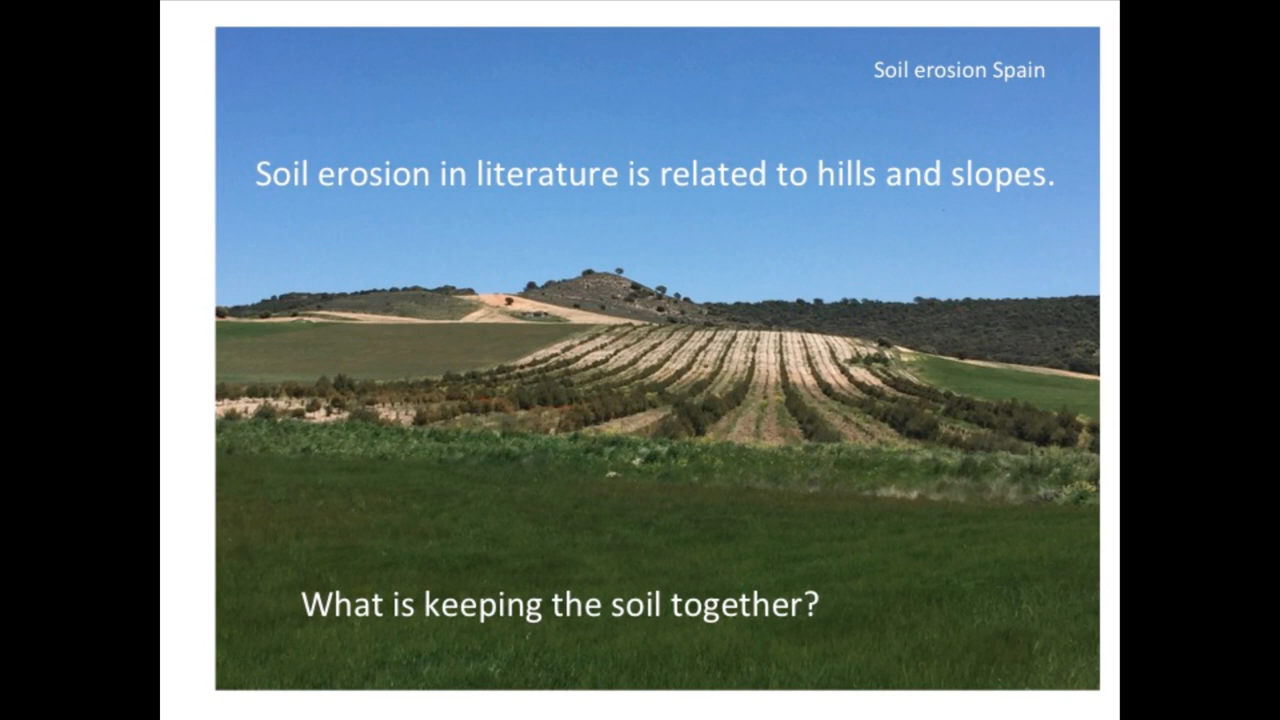 Soil erosion Spain
Soil erosion in literature is related to hills and slopes.
What is keeping the soil together?